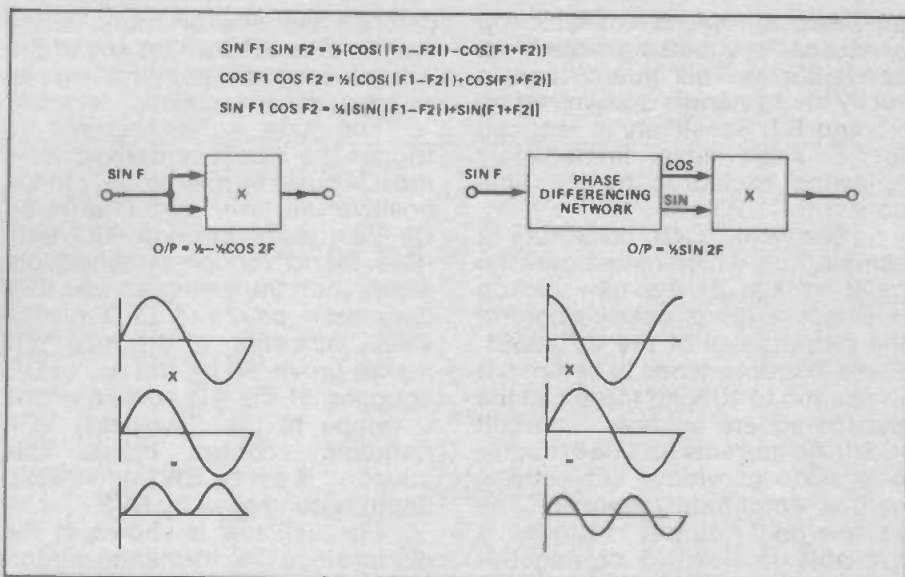 SIN F1 SIN F2 = ½[COS(|F1−F2|)−COS(F1+F2)]
COS F1 COS F2 = ½[COS(|F1−F2|)+COS(F1+F2)]
SIN F1 COS F2 = ½[SIN(|F1−F2|)+SIN(F1+F2)]
SIN F
X
O/P = ½−½COS 2F
SIN F
PHASE
DIFFERENCING
NETWORK
COS
SIN
X
O/P = ½SIN 2F
X
=
X
=